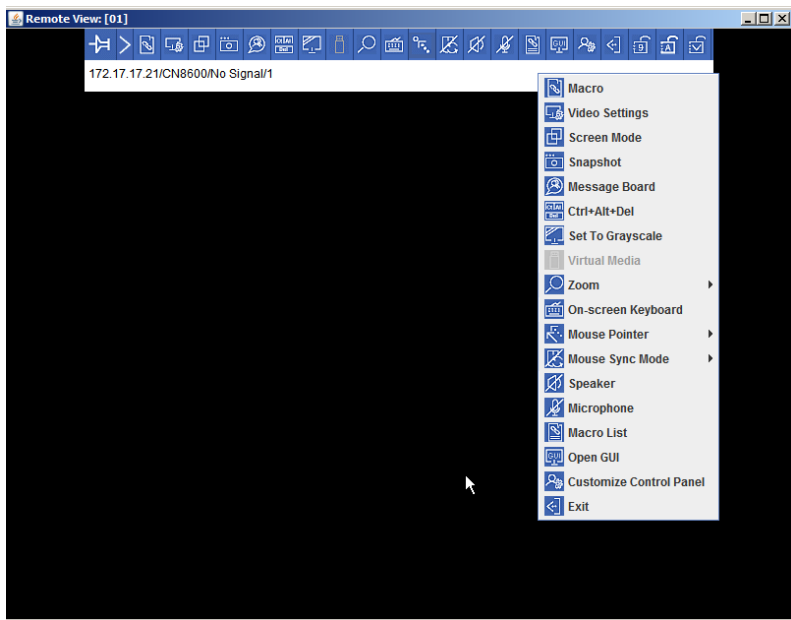 Remote View: [01]
172.17.17.21/CN8600/No Signal/1
Macro
Video Settings
Screen Mode
Snapshot
Message Board
Ctrl+Alt+Del
Set To Grayscale
Virtual Media
Zoom
On-screen Keyboard
Mouse Pointer
Mouse Sync Mode
Speaker
Microphone
Macro List
GUI Open GUI
Customize Control Panel
Exit